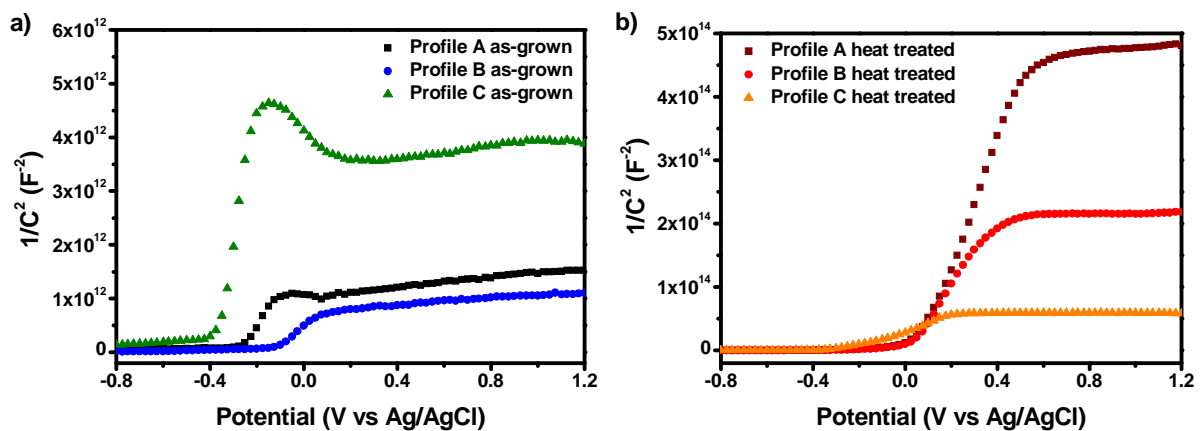 a)
Profile A as-grown
Profile B as-grown
Profile C as-grown
6x10^12
5x10^12
4x10^12
3x10^12
2x10^12
1x10^12
0
1/C^2 (F^-2)
-0.8 -0.4 0.0 0.4 0.8 1.2
Potential (V vs Ag/AgCl)
b)
Profile A heat treated
Profile B heat treated
Profile C heat treated
5x10^14
4x10^14
3x10^14
2x10^14
1x10^14
0
1/C^2 (F^-2)
-0.8 -0.4 0.0 0.4 0.8 1.2
Potential (V vs Ag/AgCl)